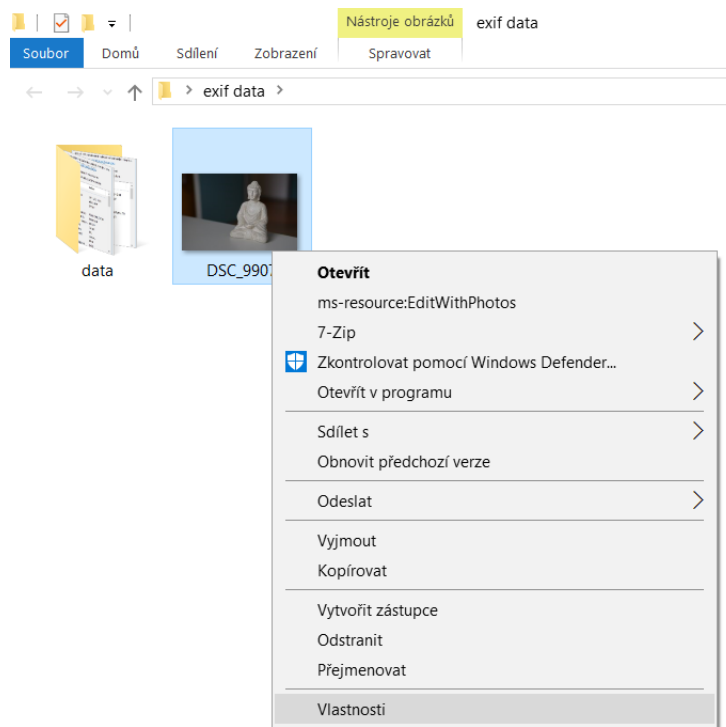 Nástroje obrázků
exif data
Soubor
Domů
Sdílení
Zobrazení
Spravovat
exif data
data
DSC_9907
Otevřít
ms-resource:EditWithPhotos
7-Zip
Zkontrolovat pomocí Windows Defender...
Otevřít v programu
Sdílet s
Obnovit předchozí verze
Odeslat
Vyjmout
Kopírovat
Vytvořit zástupce
Odstranit
Přejmenovat
Vlastnosti